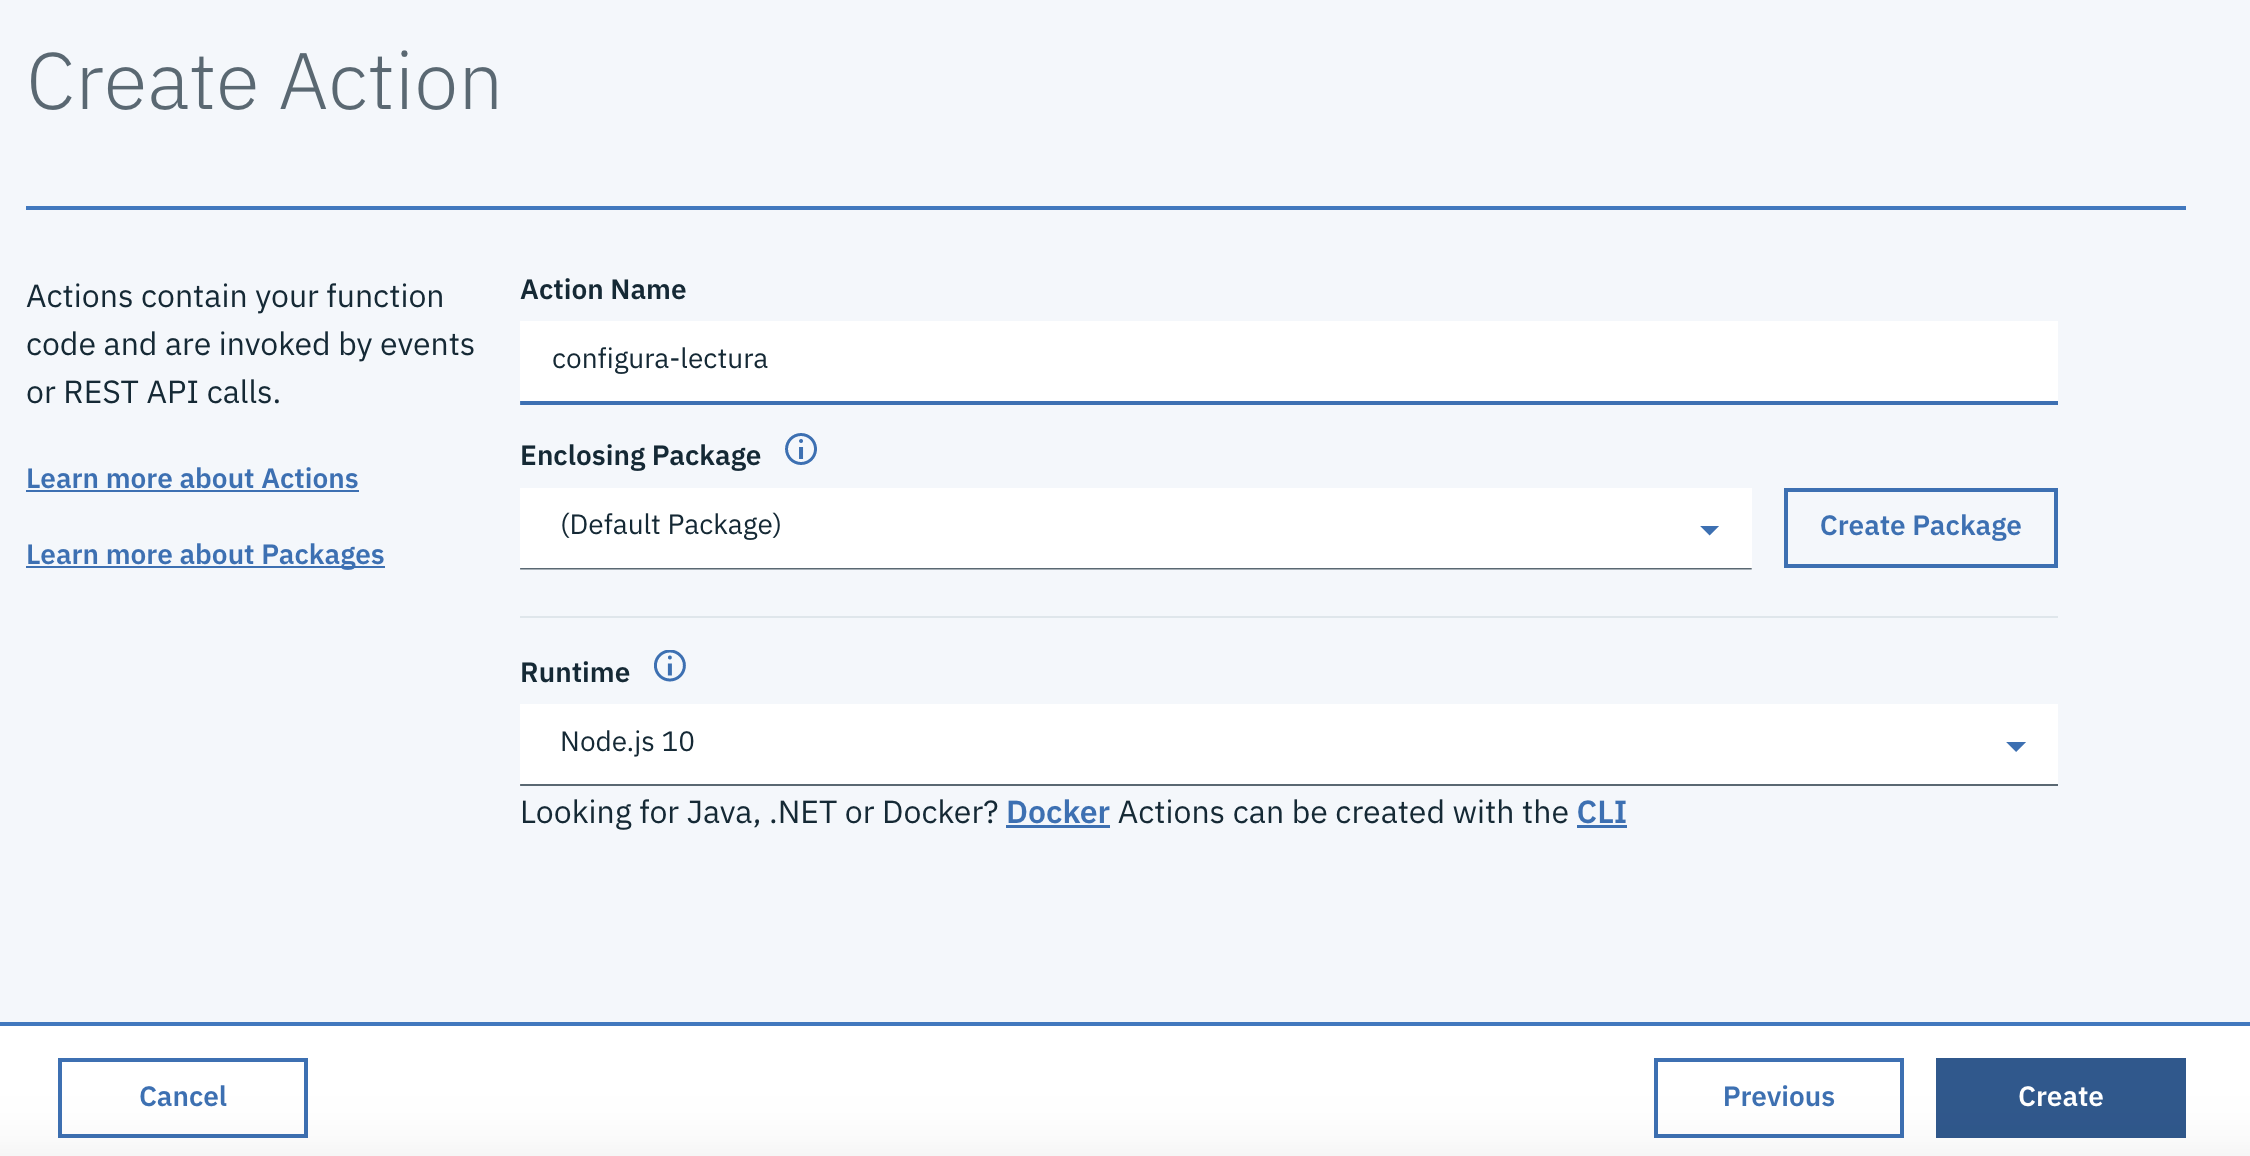 Create Action
Actions contain your function
code and are invoked by events
or REST API calls.
Learn more about Actions
Learn more about Packages
Action Name
configura-lectura
Enclosing Package
(Default Package)
Create Package
Runtime
Node.js 10
Looking for Java, .NET or Docker? Docker Actions can be created with the CLI
Cancel
Previous
Create